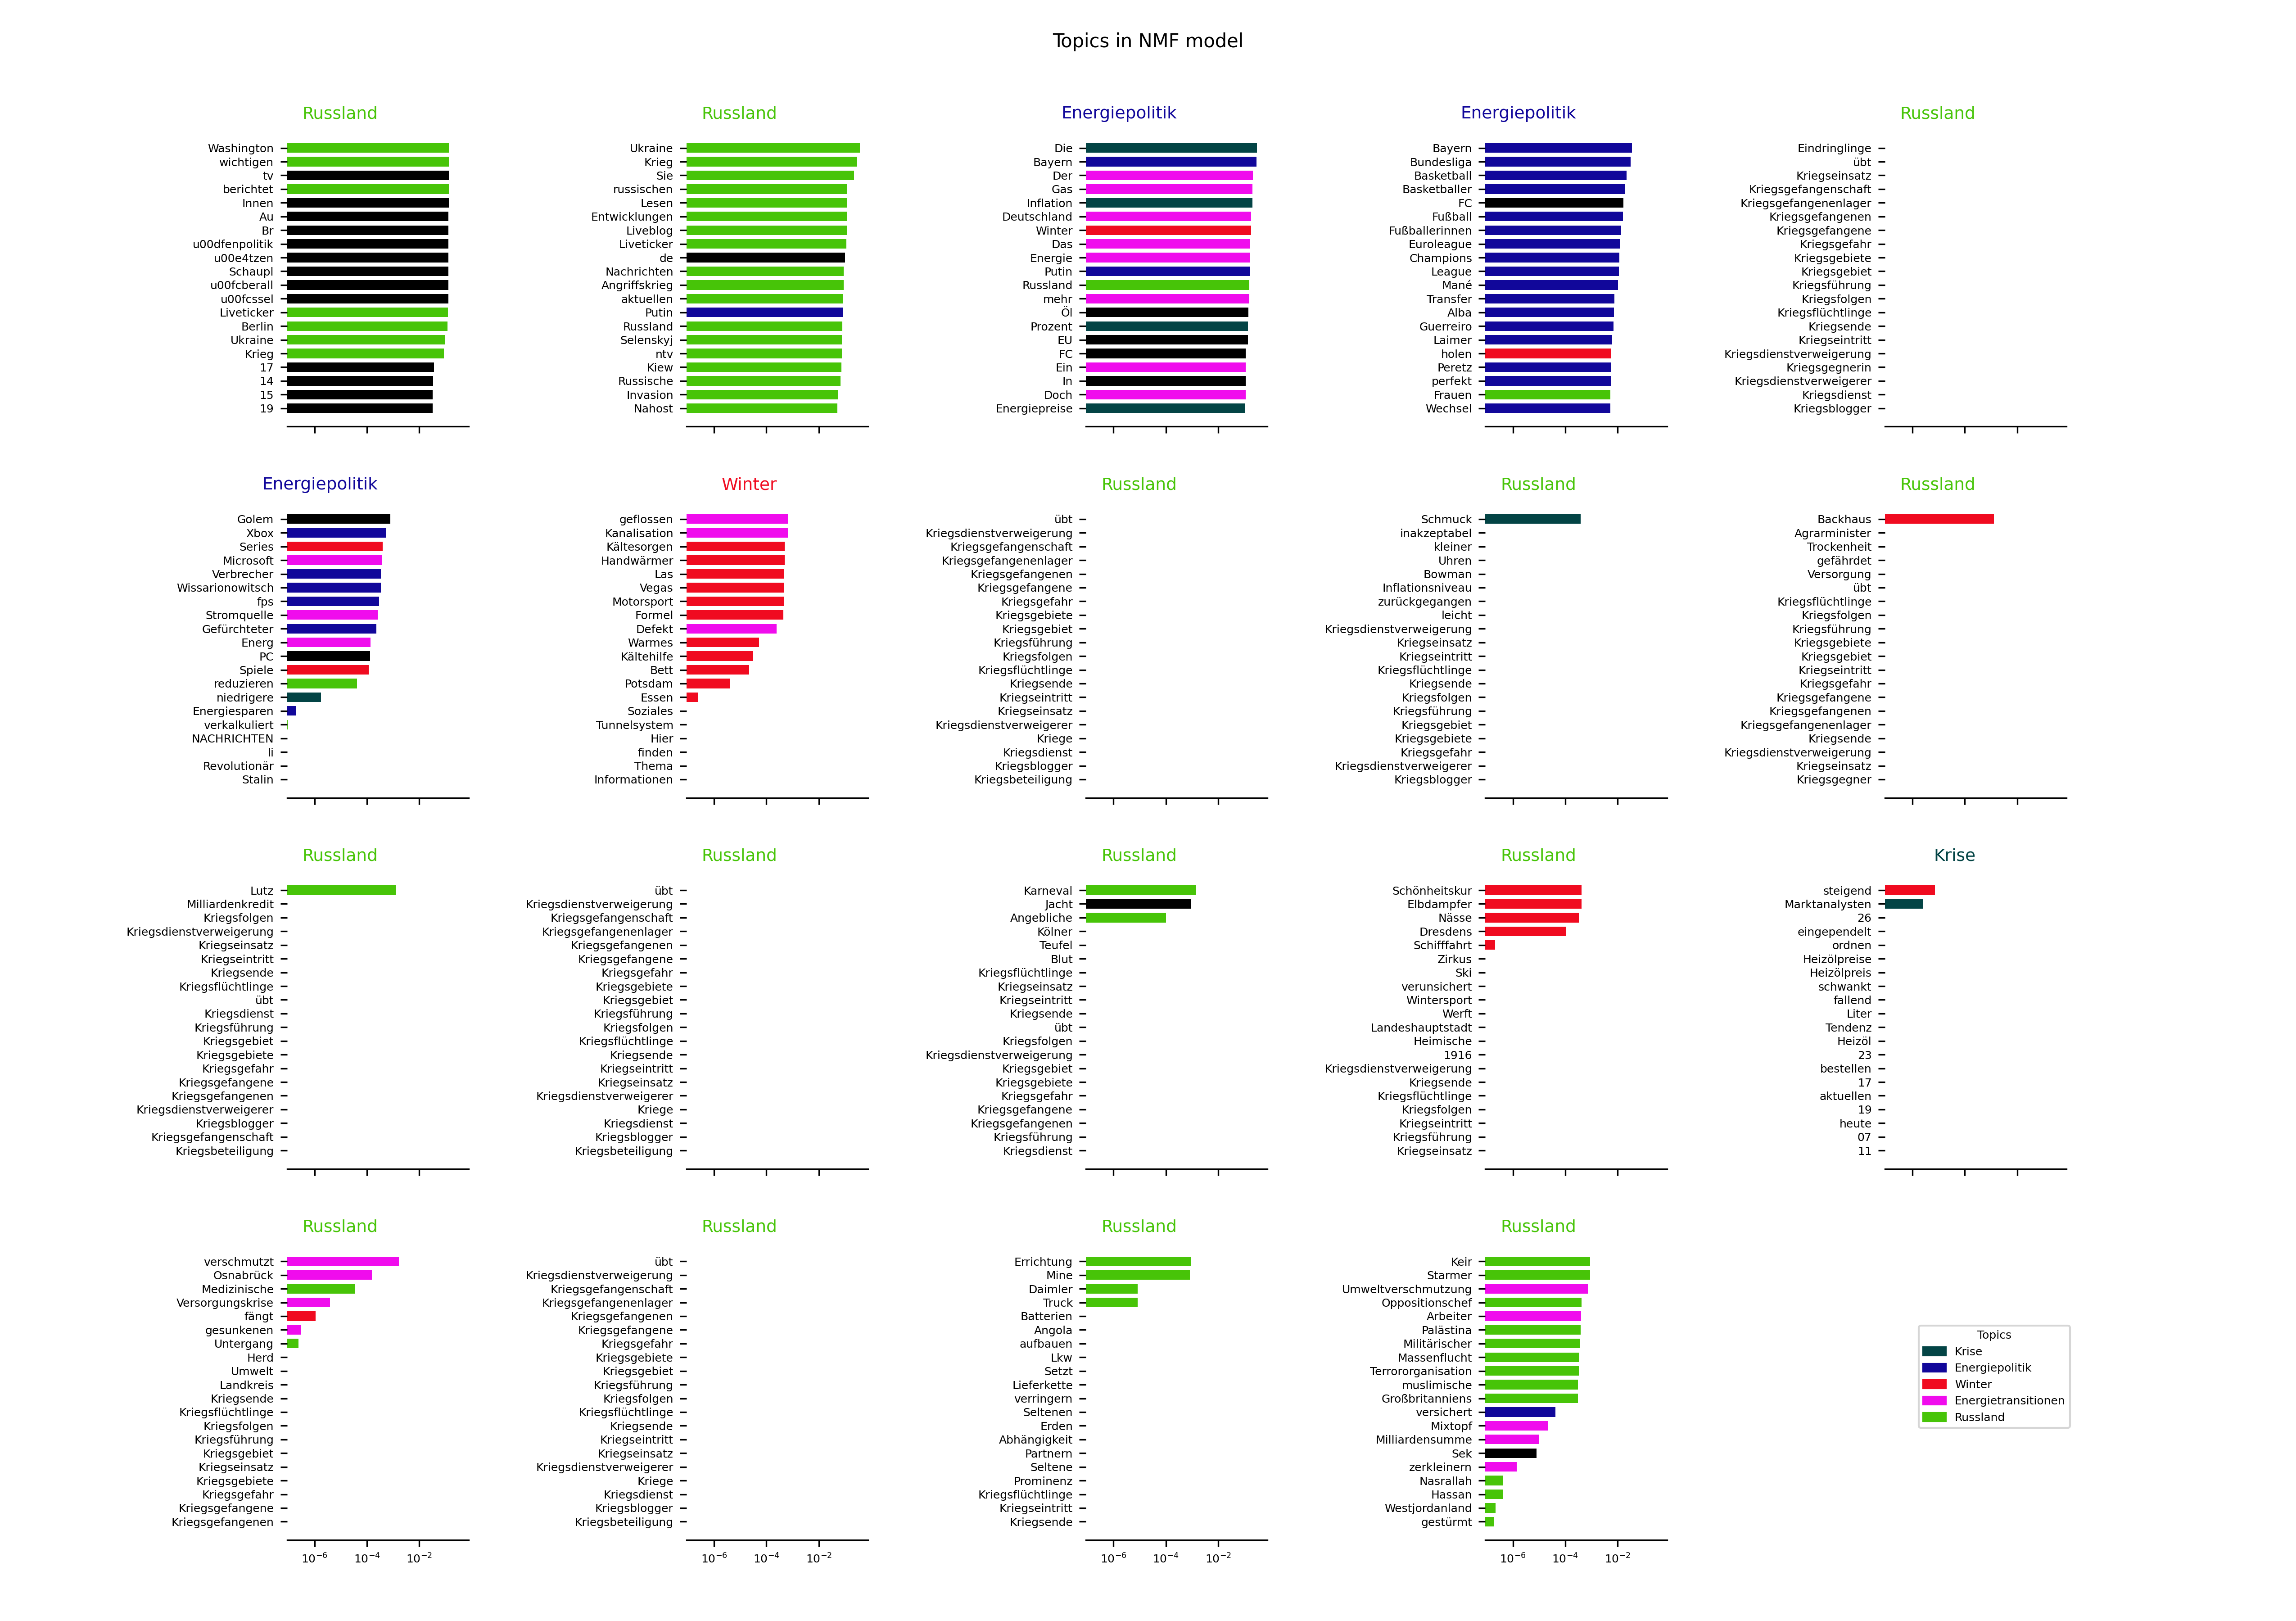 Topics in NMF model
Russland
Washington
wichtigen
tv
berichtet
Innen
Au
Br
u00dfenpolitik
u00e4tzen
Schaupl
u00fcberall
u00fcssel
Liveticker
Berlin
Ukraine
Krieg
17
14
15
19
Russland
Ukraine
Krieg
Sie
russischen
Lesen
Entwicklungen
Liveblog
Liveticker
de
Nachrichten
Angriffskrieg
aktuellen
Putin
Russland
Selenskyj
ntv
Kiew
Russische
Invasion
Nahost
Energiepolitik
Die
Bayern
Der
Gas
Inflation
Deutschland
Winter
Das
Energie
Putin
Russland
mehr
Öl
Prozent
EU
FC
Ein
In
Doch
Energiepreise
Energiepolitik
Bayern
Bundesliga
Basketball
Basketballer
FC
Fußball
Fußballerinnen
Euroleague
Champions
League
Mané
Transfer
Alba
Guerreiro
Laimer
holen
Peretz
perfekt
Frauen
Wechsel
Russland
Eindringlinge
übt
Kriegseinsatz
Kriegsgefangenschaft
Kriegsgefangenenlager
Kriegsgefangenen
Kriegsgefangene
Kriegsgefahr
Kriegsgebiete
Kriegsgebiet
Kriegsführung
Kriegsfolgen
Kriegsflüchtlinge
Kriegsende
Kriegseintritt
Kriegsdienstverweigerung
Kriegsgegnerin
Kriegsdienstverweigerer
Kriegsdienst
Kriegsblogger
Energiepolitik
Golem
Xbox
Series
Microsoft
Verbrecher
Wissarionowitsch
fps
Stromquelle
Gefürchteter
Energ
PC
Spiele
reduzieren
niedrigere
Energiesparen
verkalkuliert
NACHRICHTEN
li
Revolutionär
Stalin
Winter
geflossen
Kanalisation
Kältesorgen
Handwärmer
Las
Vegas
Motorsport
Formel
Defekt
Warmes
Kältehilfe
Bett
Potsdam
Essen
Soziales
Tunnelsystem
Hier
finden
Thema
Informationen
Russland
übt
Kriegsdienstverweigerung
Kriegsgefangenschaft
Kriegsgefangenenlager
Kriegsgefangenen
Kriegsgefangene
Kriegsgefahr
Kriegsgebiete
Kriegsgebiet
Kriegsführung
Kriegsfolgen
Kriegsflüchtlinge
Kriegsende
Kriegseintritt
Kriegseinsatz
Kriegsdienstverweigerer
Kriege
Kriegsdienst
Kriegsblogger
Kriegsbeteiligung
Russland
Schmuck
inakzeptabel
kleiner
Uhren
Bowman
Inflationsniveau
zurückgegangen
leicht
Kriegsdienstverweigerung
Kriegseinsatz
Kriegseintritt
Kriegsflüchtlinge
Kriegsende
Kriegsfolgen
Kriegsführung
Kriegsgebiet
Kriegsgebiete
Kriegsgefahr
Kriegsdienstverweigerer
Kriegsblogger
Russland
Backhaus
Agrarminister
Trockenheit
gefährdet
Versorgung
übt
Kriegsflüchtlinge
Kriegsfolgen
Kriegsführung
Kriegsgebiete
Kriegsgebiet
Kriegseintritt
Kriegsgefahr
Kriegsgefangene
Kriegsgefangenen
Kriegsgefangenenlager
Kriegsende
Kriegsdienstverweigerung
Kriegseinsatz
Kriegsgegner
Russland
Lutz
Milliardenkredit
Kriegsfolgen
Kriegsdienstverweigerung
Kriegseinsatz
Kriegseintritt
Kriegsende
Kriegsflüchtlinge
übt
Kriegsdienst
Kriegsführung
Kriegsgebiet
Kriegsgebiete
Kriegsgefahr
Kriegsgefangene
Kriegsgefangenen
Kriegsdienstverweigerer
Kriegsblogger
Kriegsgefangenschaft
Kriegsbeteiligung
Russland
übt
Kriegsdienstverweigerung
Kriegsgefangenschaft
Kriegsgefangenenlager
Kriegsgefangenen
Kriegsgefangene
Kriegsgefahr
Kriegsgebiete
Kriegsgebiet
Kriegsführung
Kriegsfolgen
Kriegsflüchtlinge
Kriegsende
Kriegseintritt
Kriegseinsatz
Kriegsdienstverweigerer
Kriege
Kriegsdienst
Kriegsblogger
Kriegsbeteiligung
Russland
Karneval
Jacht
Angebliche
Kölner
Teufel
Blut
Kriegsflüchtlinge
Kriegseinsatz
Kriegseintritt
Kriegsende
übt
Kriegsfolgen
Kriegsdienstverweigerung
Kriegsgebiet
Kriegsgebiete
Kriegsgefahr
Kriegsgefangene
Kriegsgefangenen
Kriegsführung
Kriegsdienst
Russland
Schönheitskur
Elbdampfer
Nässe
Dresdens
Schifffahrt
Zirkus
Ski
verunsichert
Wintersport
Werft
Landeshauptstadt
Heimische
1916
Kriegsdienstverweigerung
Kriegsende
Kriegsflüchtlinge
Kriegsfolgen
Kriegseintritt
Kriegsführung
Kriegseinsatz
Krise
steigend
Marktanalysten
26
eingependelt
ordnen
Heizölpreise
Heizölpreis
schwankt
fallend
Liter
Tendenz
Heizöl
23
bestellen
17
aktuellen
19
heute
07
11
Russland
verschmutzt
Osnabrück
Medizinische
Versorgungskrise
fängt
gesunkenen
Untergang
Herd
Umwelt
Landkreis
Kriegsende
Kriegsflüchtlinge
Kriegsfolgen
Kriegsführung
Kriegsgebiet
Kriegseinsatz
Kriegsgebiete
Kriegsgefahr
Kriegsgefangene
Kriegsgefangenen
10⁻⁶ 10⁻⁴ 10⁻²
Russland
übt
Kriegsdienstverweigerung
Kriegsgefangenschaft
Kriegsgefangenenlager
Kriegsgefangenen
Kriegsgefangene
Kriegsgefahr
Kriegsgebiete
Kriegsgebiet
Kriegsführung
Kriegsfolgen
Kriegsflüchtlinge
Kriegsende
Kriegseintritt
Kriegseinsatz
Kriegsdienstverweigerer
Kriege
Kriegsdienst
Kriegsblogger
Kriegsbeteiligung
10⁻⁶ 10⁻⁴ 10⁻²
Russland
Errichtung
Mine
Daimler
Truck
Batterien
Angola
aufbauen
Lkw
Setzt
Lieferkette
verringern
Seltenen
Erden
Abhängigkeit
Partnern
Seltene
Prominenz
Kriegsflüchtlinge
Kriegseintritt
Kriegsende
10⁻⁶ 10⁻⁴ 10⁻²
Russland
Keir
Starmer
Umweltverschmutzung
Oppositionschef
Arbeiter
Palästina
Militärischer
Massenflucht
Terrororganisation
muslimische
Großbritanniens
versichert
Mixtopf
Milliardensumme
Sek
zerkleinern
Nasrallah
Hassan
Westjordanland
gestürmt
10⁻⁶ 10⁻⁴ 10⁻²
Topics
Krise
Energiepolitik
Winter
Energietransitionen
Russland